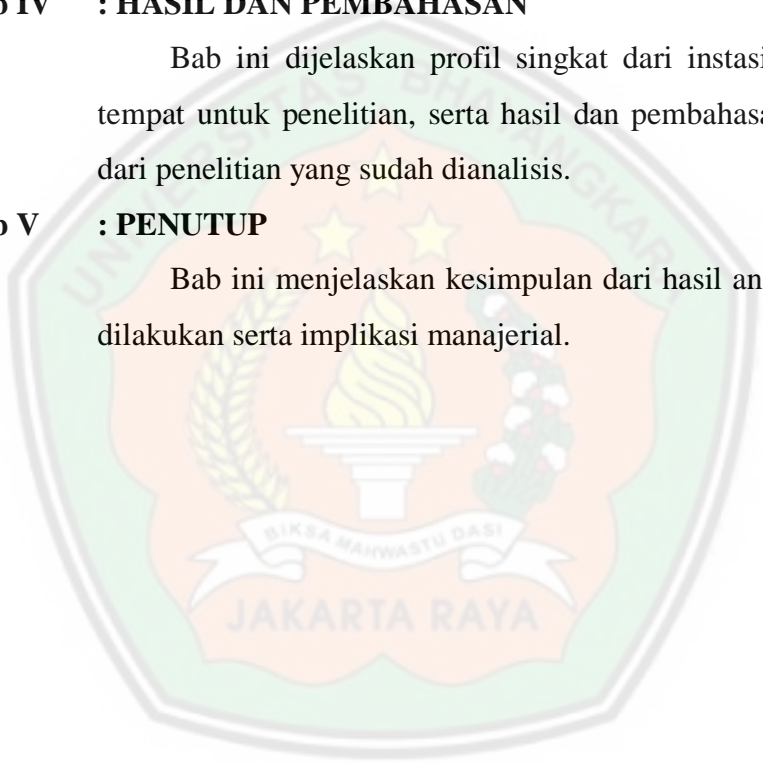 IV : HASIL DAN PEMBAHASAN
Bab ini dijelaskan profil singkat dari instasi
tempat untuk penelitian, serta hasil dan pembahasa
dari penelitian yang sudah dianalisis.
V : PENUTUP
Bab ini menjelaskan kesimpulan dari hasil an
dilakukan serta implikasi manajerial.
UNIVERSITAS BHAYANGKARA
BIKSA MAHWASTU DASI
JAKARTA RAYA